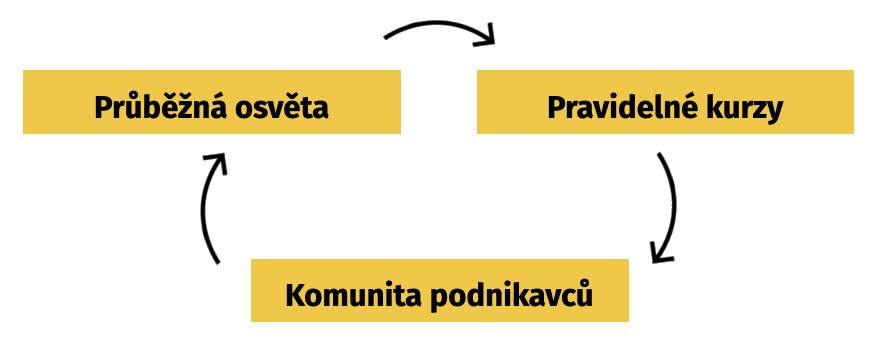 Průběžná osvěta
Pravidelné kurzy
Komunita podnikavců